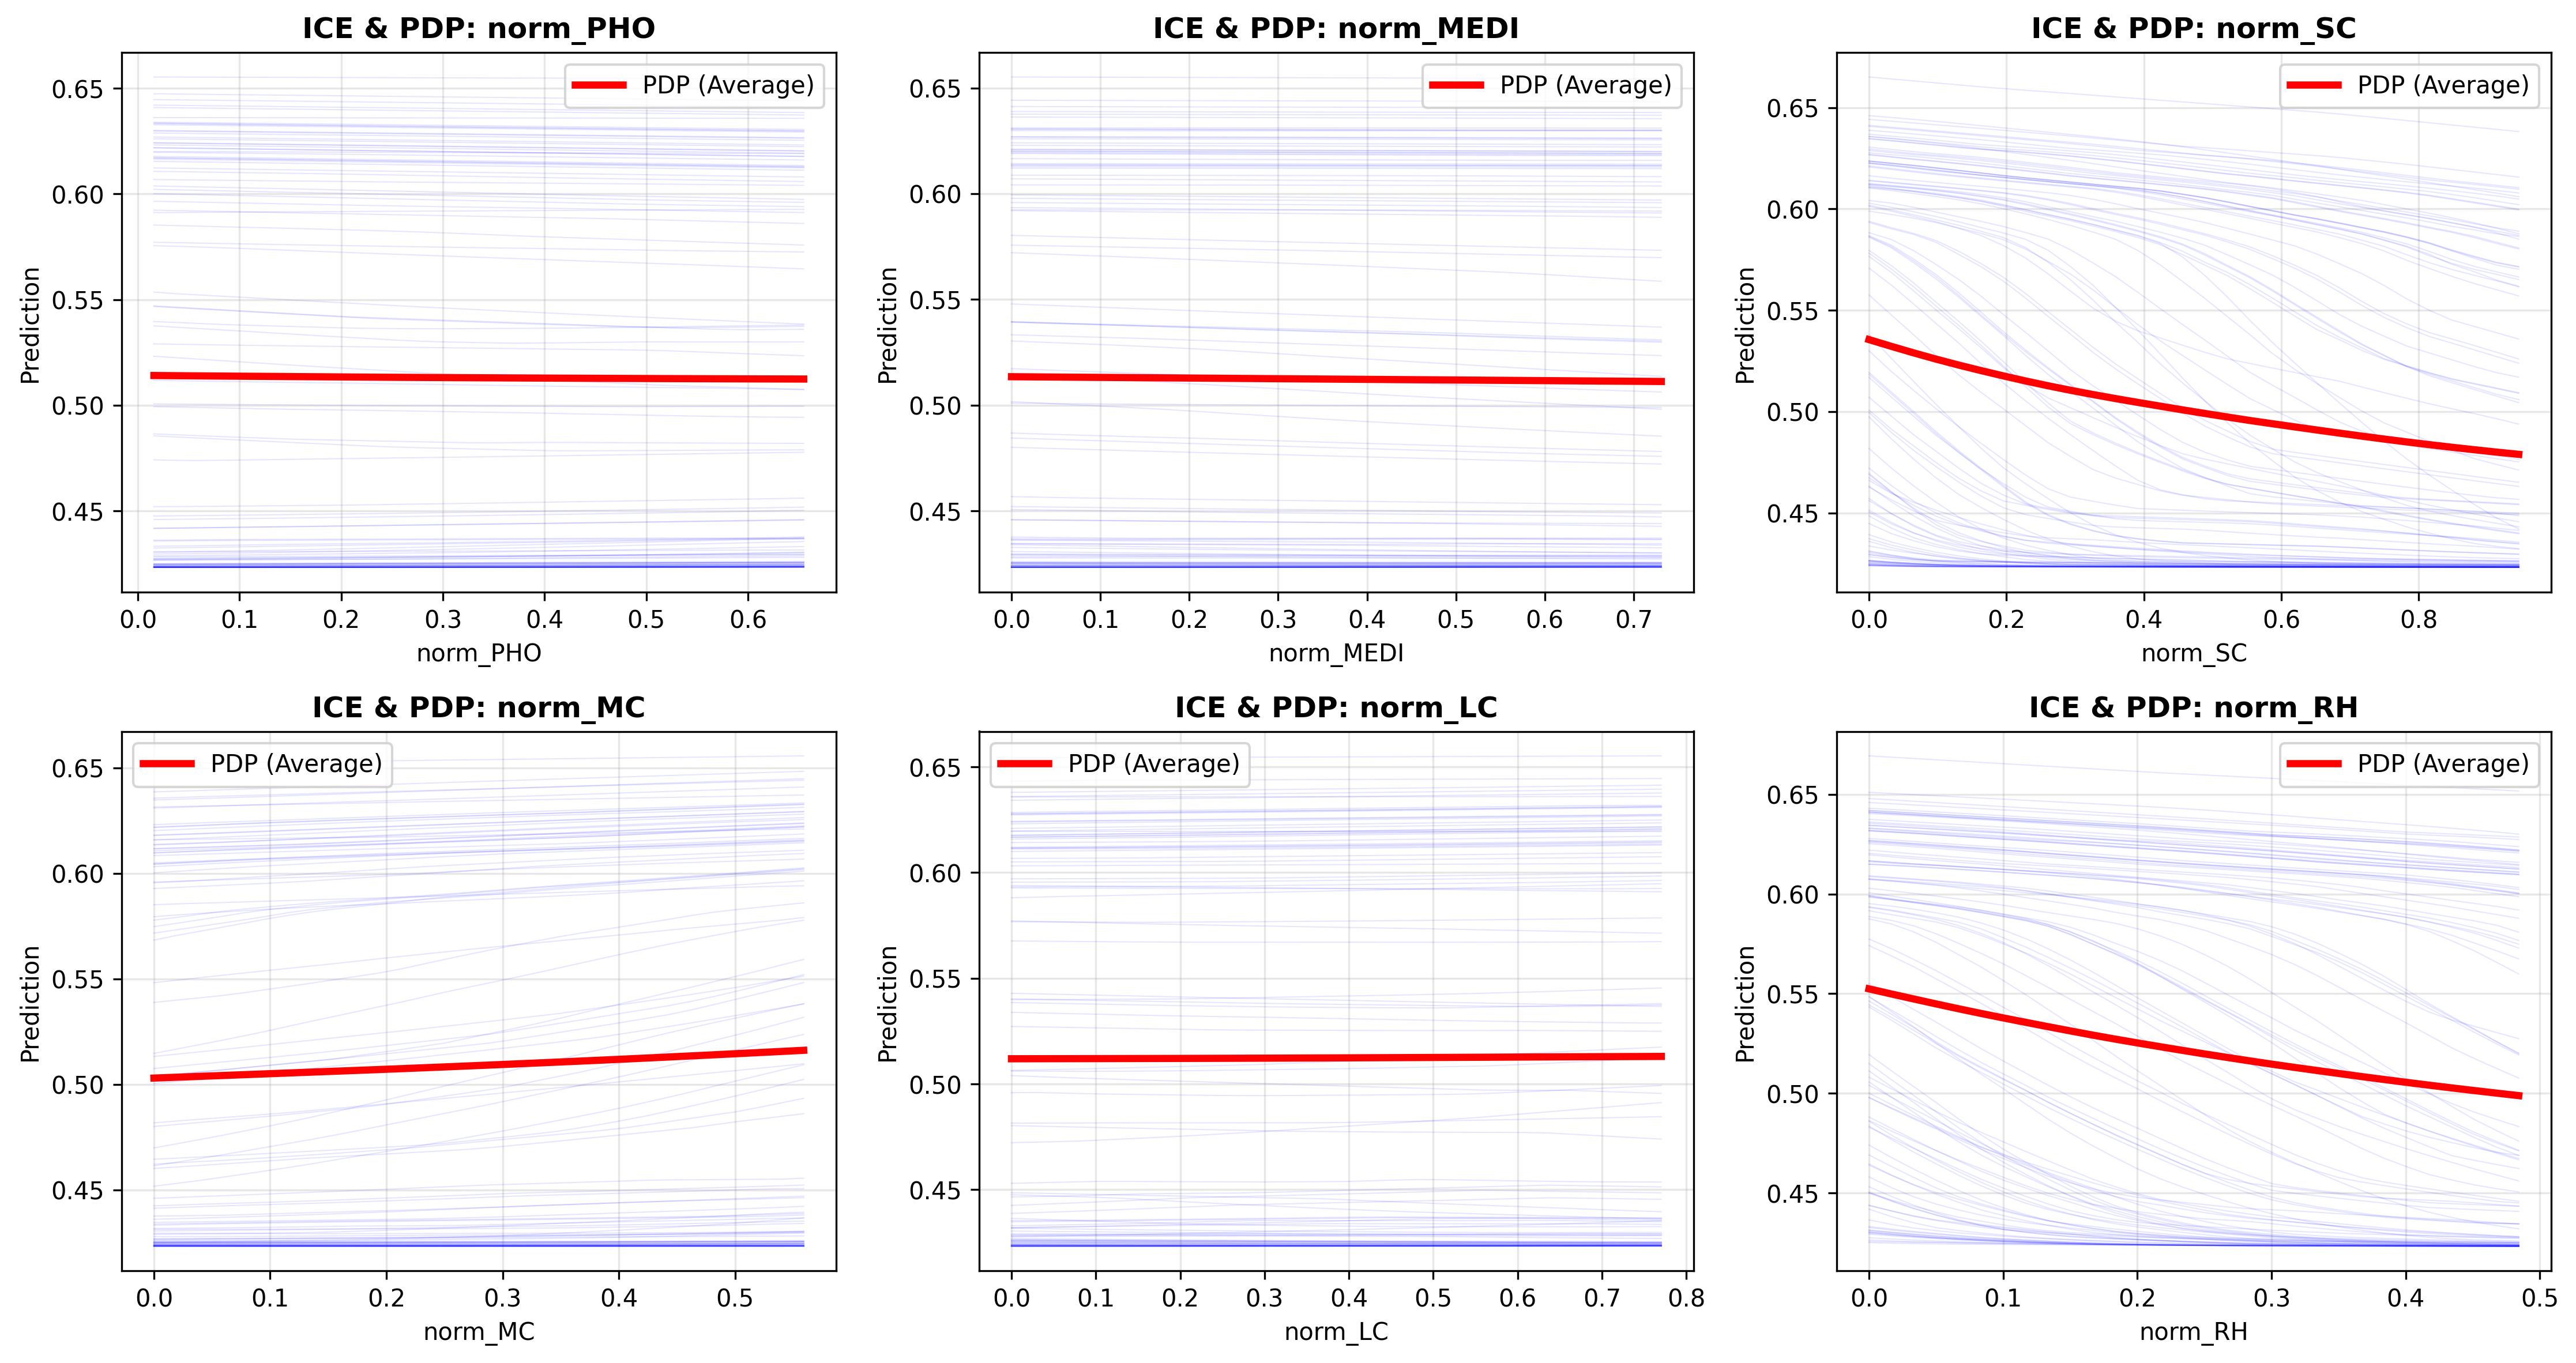 ICE & PDP: norm_PHO
PDP (Average)
Prediction
0.65
0.60
0.55
0.50
0.45
0.0 0.1 0.2 0.3 0.4 0.5 0.6
norm_PHO
ICE & PDP: norm_MEDI
PDP (Average)
Prediction
0.65
0.60
0.55
0.50
0.45
0.0 0.1 0.2 0.3 0.4 0.5 0.6 0.7
norm_MEDI
ICE & PDP: norm_SC
PDP (Average)
Prediction
0.65
0.60
0.55
0.50
0.45
0.0 0.2 0.4 0.6 0.8
norm_SC
ICE & PDP: norm_MC
PDP (Average)
Prediction
0.65
0.60
0.55
0.50
0.45
0.0 0.1 0.2 0.3 0.4 0.5
norm_MC
ICE & PDP: norm_LC
PDP (Average)
Prediction
0.65
0.60
0.55
0.50
0.45
0.0 0.1 0.2 0.3 0.4 0.5 0.6 0.7 0.8
norm_LC
ICE & PDP: norm_RH
PDP (Average)
Prediction
0.65
0.60
0.55
0.50
0.45
0.0 0.1 0.2 0.3 0.4 0.5
norm_RH